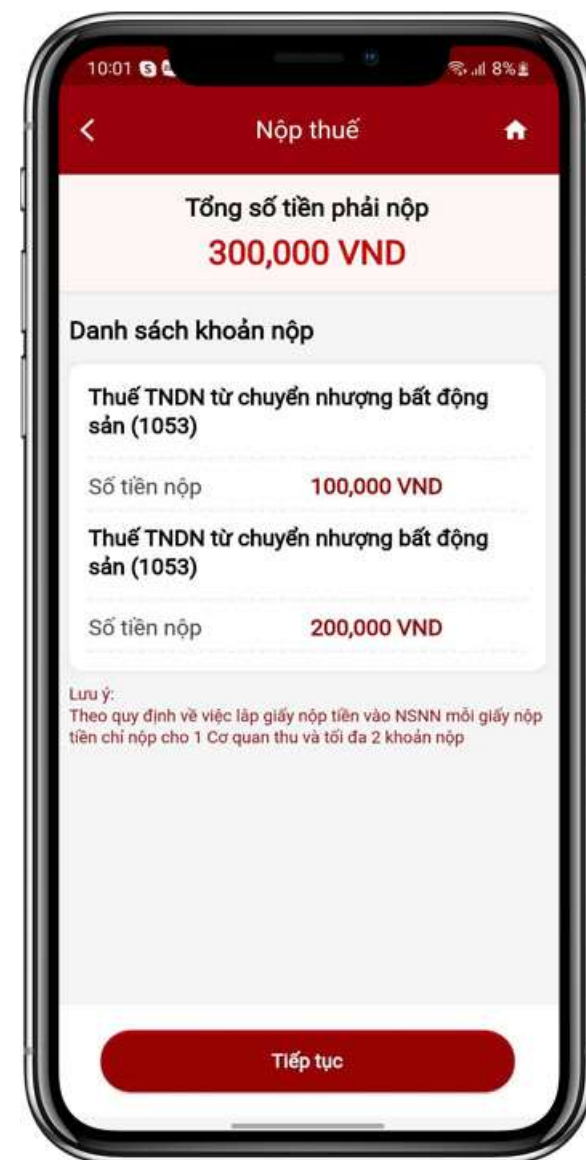 10:01
8%
Nộp thuế
Tổng số tiền phải nộp
300,000 VND
Danh sách khoản nộp
Thuế TNDN từ chuyển nhượng bất động
sản (1053)
Số tiền nộp 100,000 VND
Thuế TNDN từ chuyển nhượng bất động
sản (1053)
Số tiền nộp 200,000 VND
Lưu ý:
Theo quy định về việc lập giấy nộp tiền vào NSNN mỗi giấy nộp
tiền chỉ nộp cho 1 Cơ quan thu và tối đa 2 khoản nộp
Tiếp tục